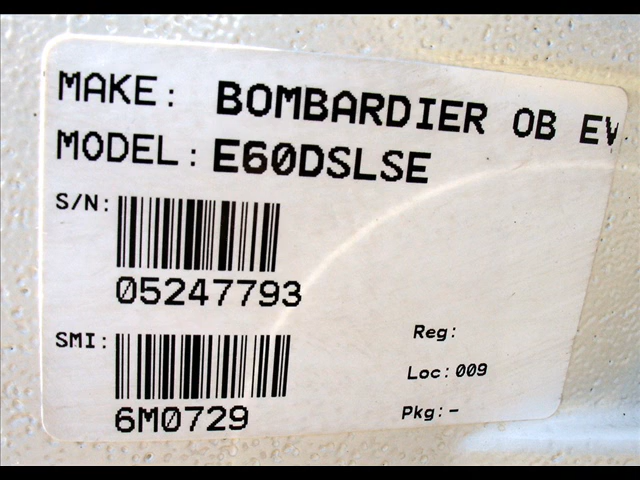 MAKE: BOMBARDIER OB EV
MODEL: E60DSLSE
S/N:
05247793
SMI:
6M0729
Reg:
Loc: 009
Pkg: -